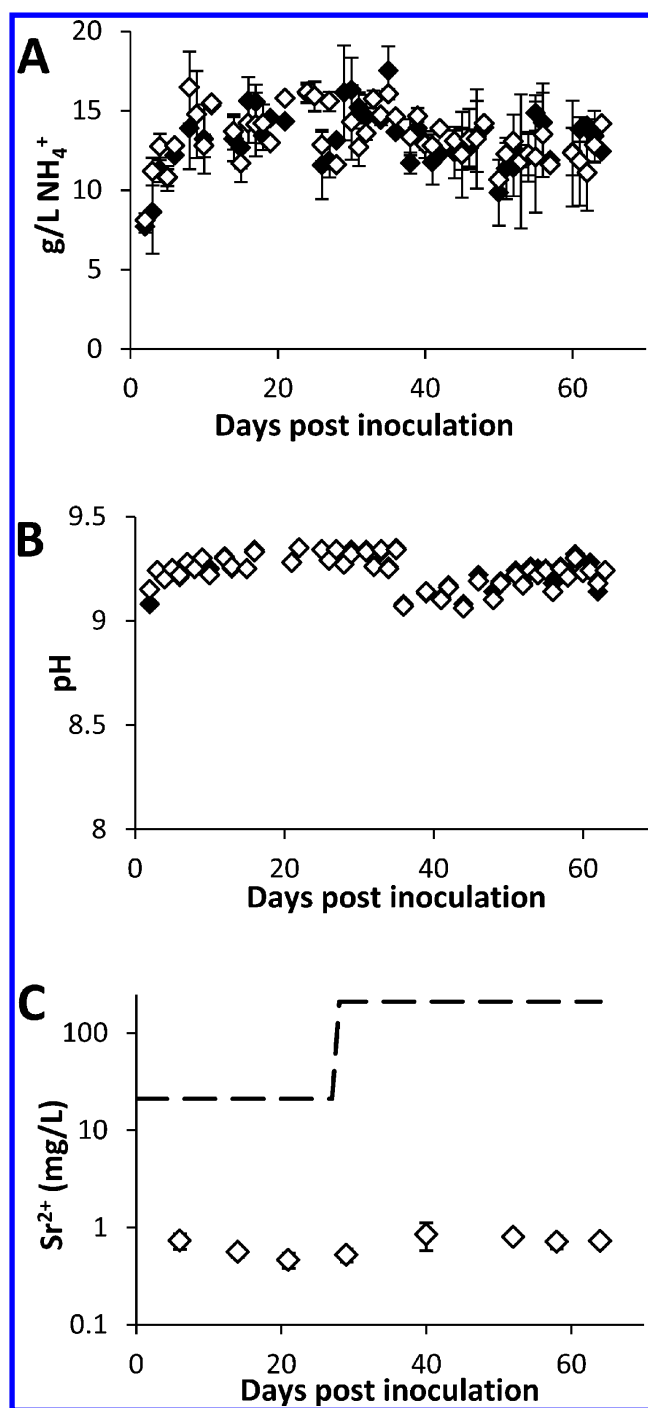 A
g/L NH₄⁺
20
15
10
5
0
0 20 40 60
Days post inoculation
B
pH
9.5
9
8.5
8
0 20 40 60
Days post inoculation
C
Sr²⁺ (mg/L)
100
10
1
0.1
0 20 40 60
Days post inoculation